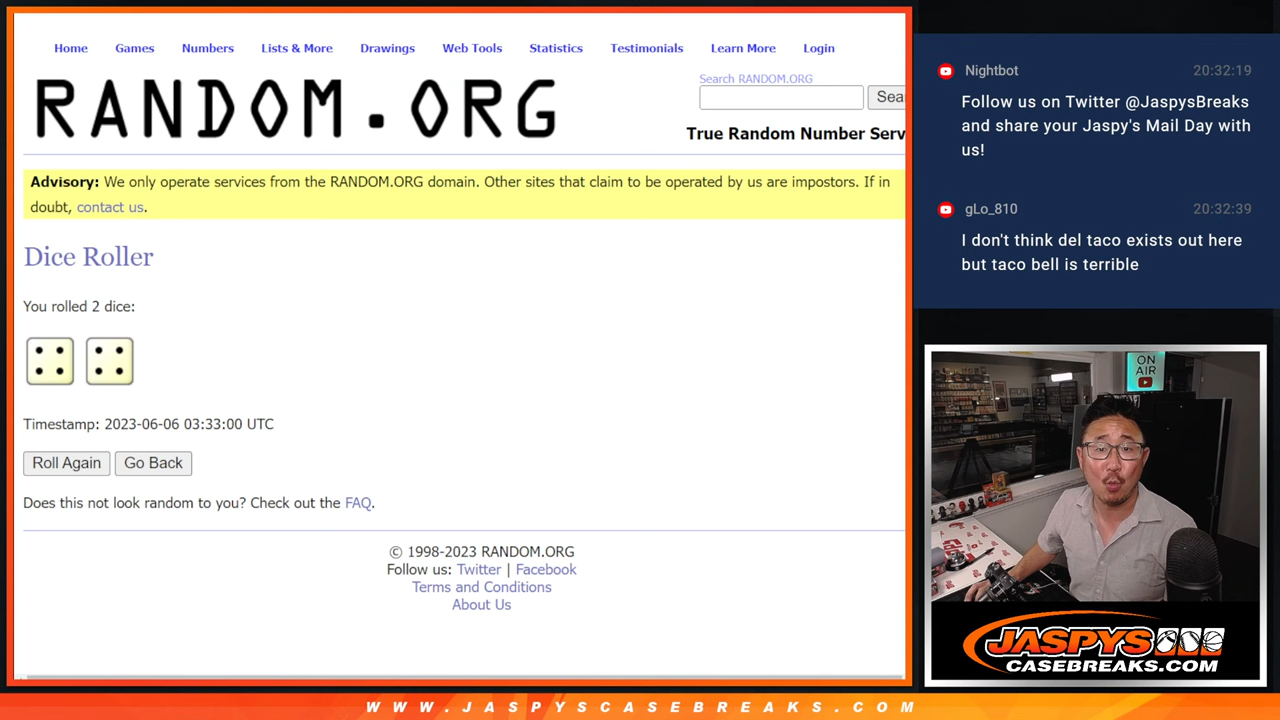 Home Games Numbers Lists & More Drawings Web Tools Statistics Testimonials Learn More Login
RANDOM.ORG
Search RANDOM.ORG
Sear
True Random Number Serv
Advisory: We only operate services from the RANDOM.ORG domain. Other sites that claim to be operated by us are impostors. If in
doubt, contact us.
Dice Roller
You rolled 2 dice:
Timestamp: 2023-06-06 03:33:00 UTC
Roll Again Go Back
Does this not look random to you? Check out the FAQ.
© 1998-2023 RANDOM.ORG
Follow us: Twitter | Facebook
Terms and Conditions
About Us
Nightbot 20:32:19
Follow us on Twitter @JaspysBreaks
and share your Jaspy's Mail Day with
us!
gLo_810 20:32:39
I don't think del taco exists out here
but taco bell is terrible
ON
AIR
JASPYS
CASEBREAKS.COM
WWW.JASPYSCASEBREAKS.COM